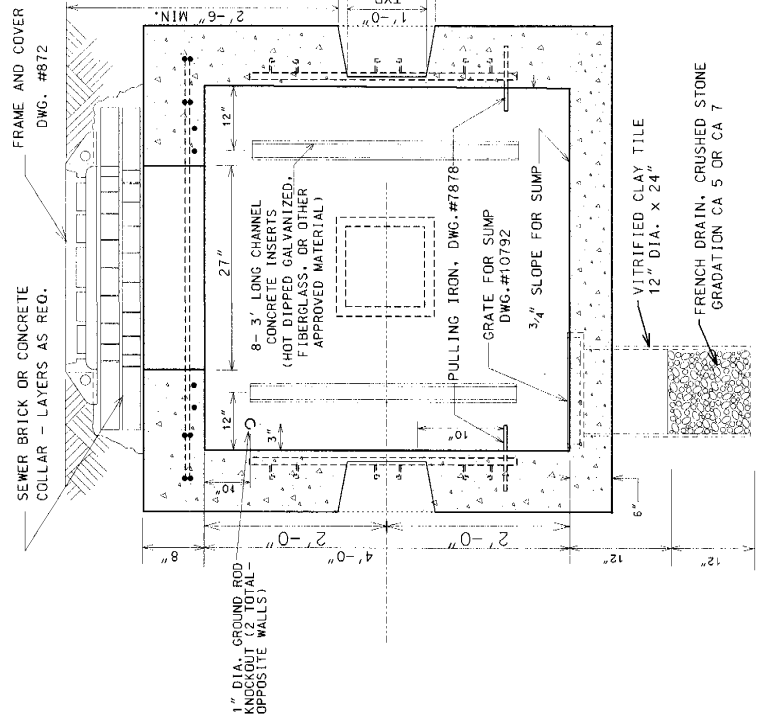 FRAME AND COVER
DWG. #872
SEWER BRICK OR CONCRETE
COLLAR - LAYERS AS REQ.
2'-6"
MIN.
1'-0"
TYP
8"
12"
27"
12"
10"
3"
8- 3' LONG CHANNEL
CONCRETE INSERTS
(HOT DIPPED GALVANIZED,
FIBERGLASS, OR OTHER
APPROVED MATERIAL)
1" DIA. GROUND ROD
KNOCKOUT (2 TOTAL-
OPPOSITE WALLS)
2'-0"
4'-0"
2'-0"
PULLING IRON, DWG.#7878
10"
GRATE FOR SUMP
DWG.#10792
3/4" SLOPE FOR SUMP
6"
12"
12"
VITRIFIED CLAY TILE
12" DIA. x 24"
FRENCH DRAIN, CRUSHED STONE
GRADATION CA 5 OR CA 7